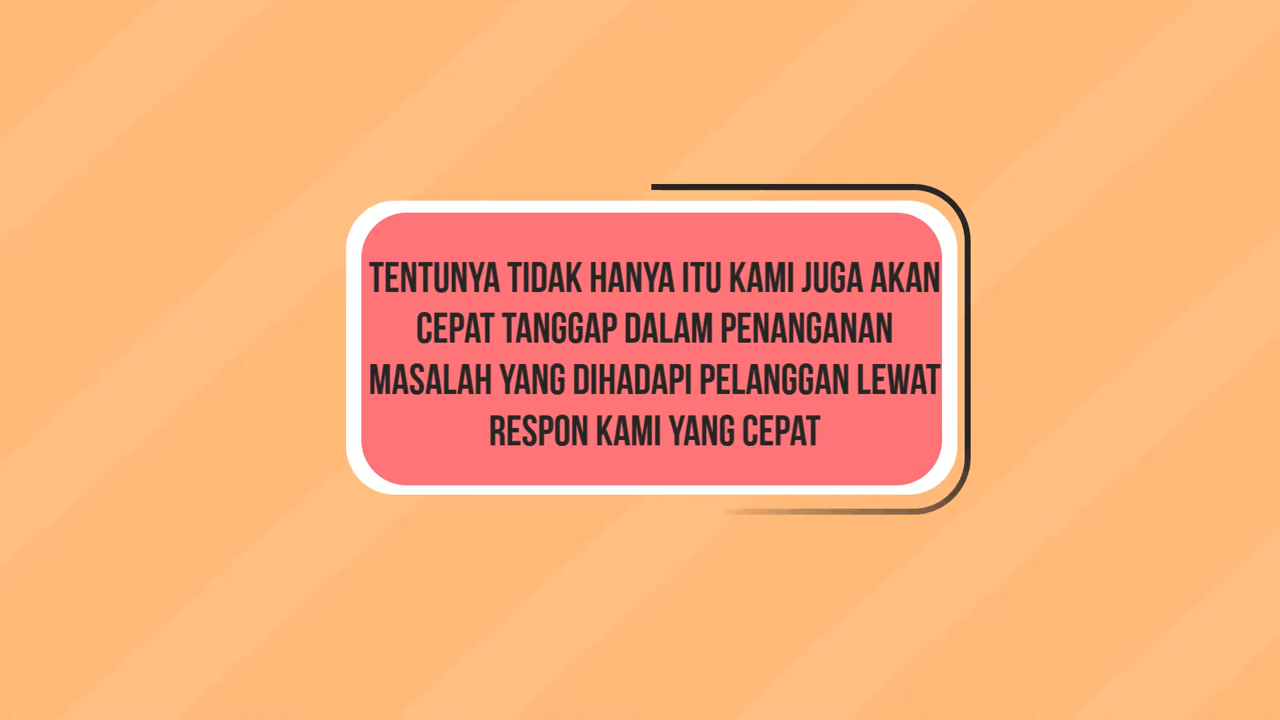 TENTUNYA TIDAK HANYA ITU KAMI JUGA AKAN
CEPAT TANGGAP DALAM PENANGANAN
MASALAH YANG DIHADAPI PELANGGAN LEWAT
RESPON KAMI YANG CEPAT